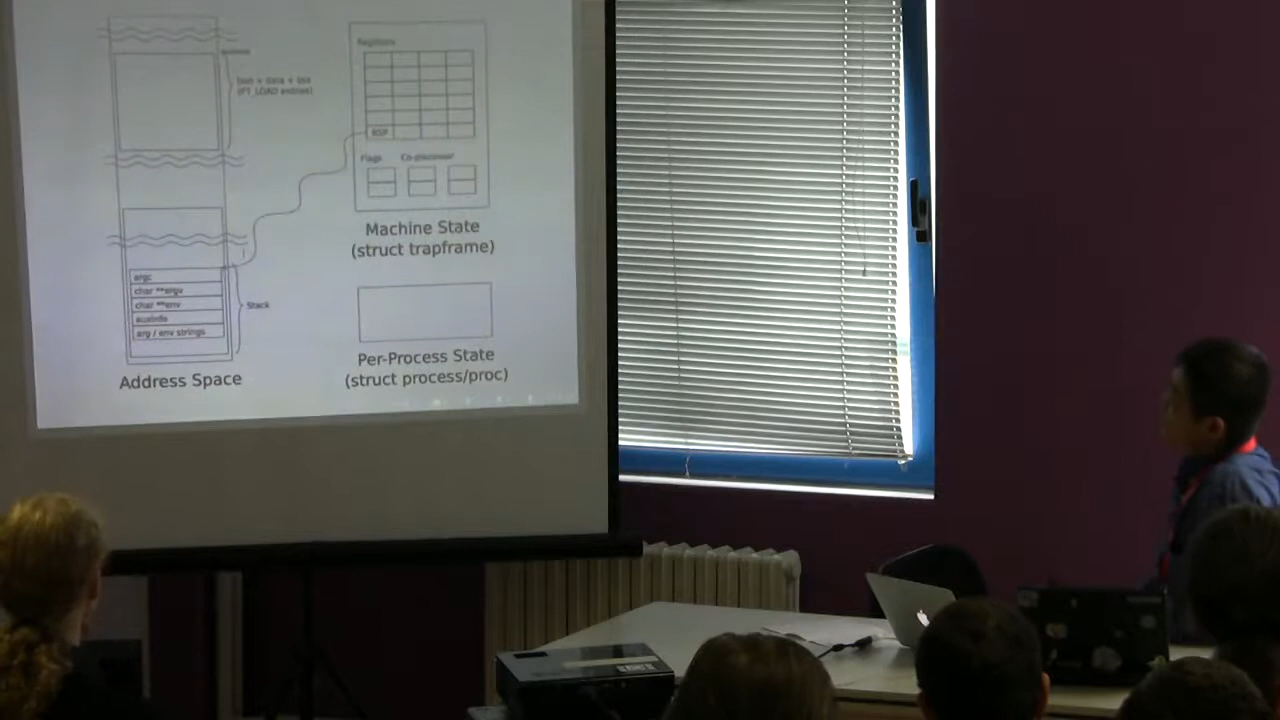 text + data + bss
(PT_LOAD entries)
argc
char **argv
char **env
auxinfo
arg / env strings
Stack
Address Space
Registers
RSP
Flags
Co-processor
Machine State
(struct trapframe)
Per-Process State
(struct process/proc)